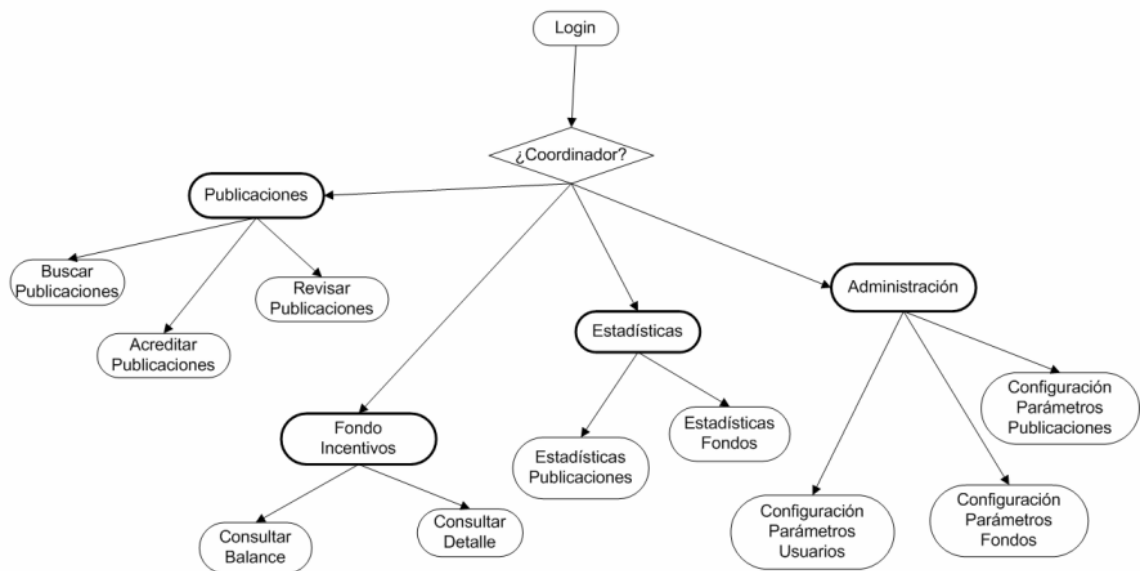 Login
¿Coordinador?
Publicaciones
Buscar
Publicaciones
Revisar
Publicaciones
Acreditar
Publicaciones
Administración
Estadísticas
Configuración
Parámetros
Publicaciones
Fondo
Incentivos
Estadísticas
Publicaciones
Estadísticas
Fondos
Configuración
Parámetros
Usuarios
Configuración
Parámetros
Fondos
Consultar
Balance
Consultar
Detalle